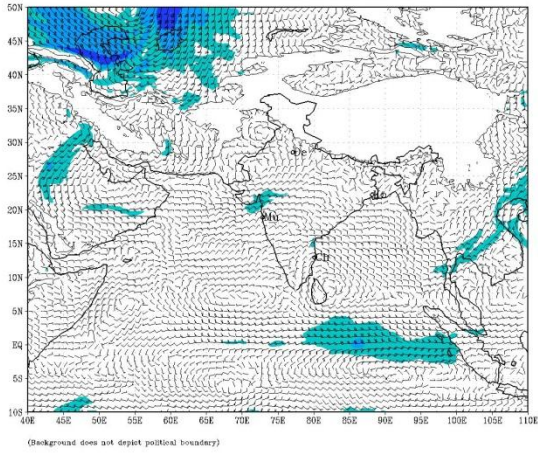 50N
45N
40N
35N
30N
25N
De
20N
Mu
15N
Ch
10N
5N
EQ
5S
10S
40E 45E 50E 55E 60E 65E 70E 75E 80E 85E 90E 95E 100E 105E 110E
(Background does not depict political boundary)